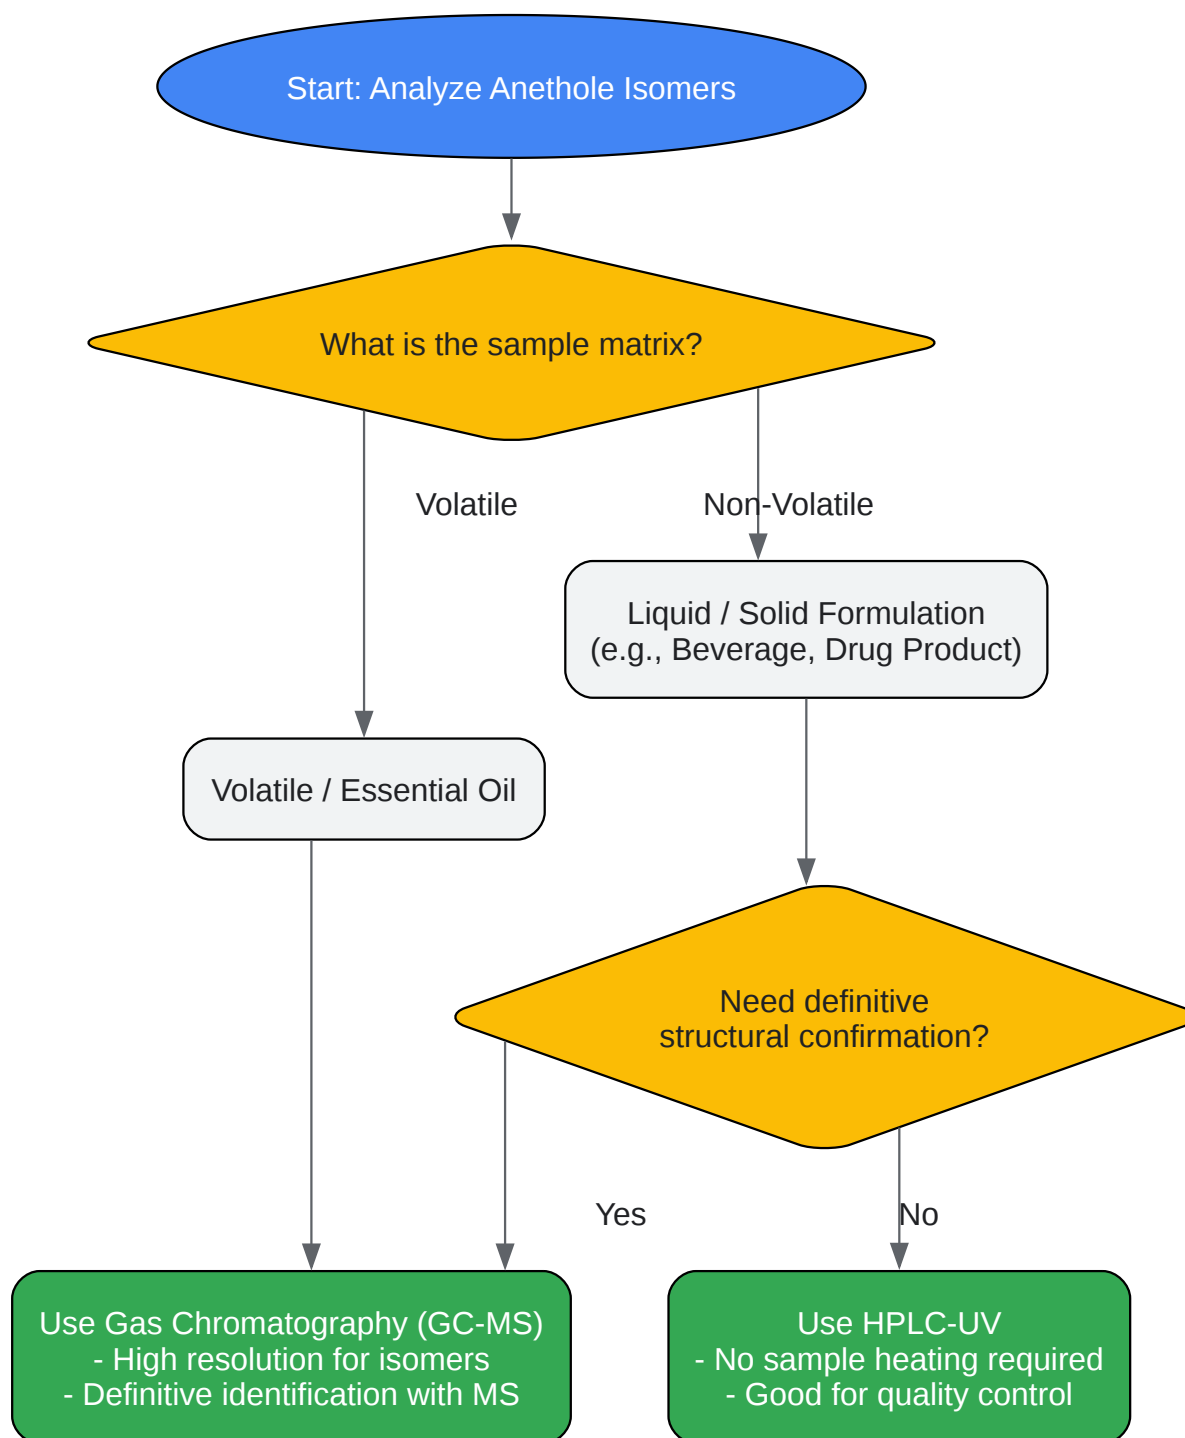 Start: Analyze Anethole Isomers
What is the sample matrix?
Volatile
Non-Volatile
Liquid / Solid Formulation
(e.g., Beverage, Drug Product)
Volatile / Essential Oil
Need definitive
structural confirmation?
Yes
No
Use Gas Chromatography (GC-MS)
- High resolution for isomers
- Definitive identification with MS
Use HPLC-UV
- No sample heating required
- Good for quality control